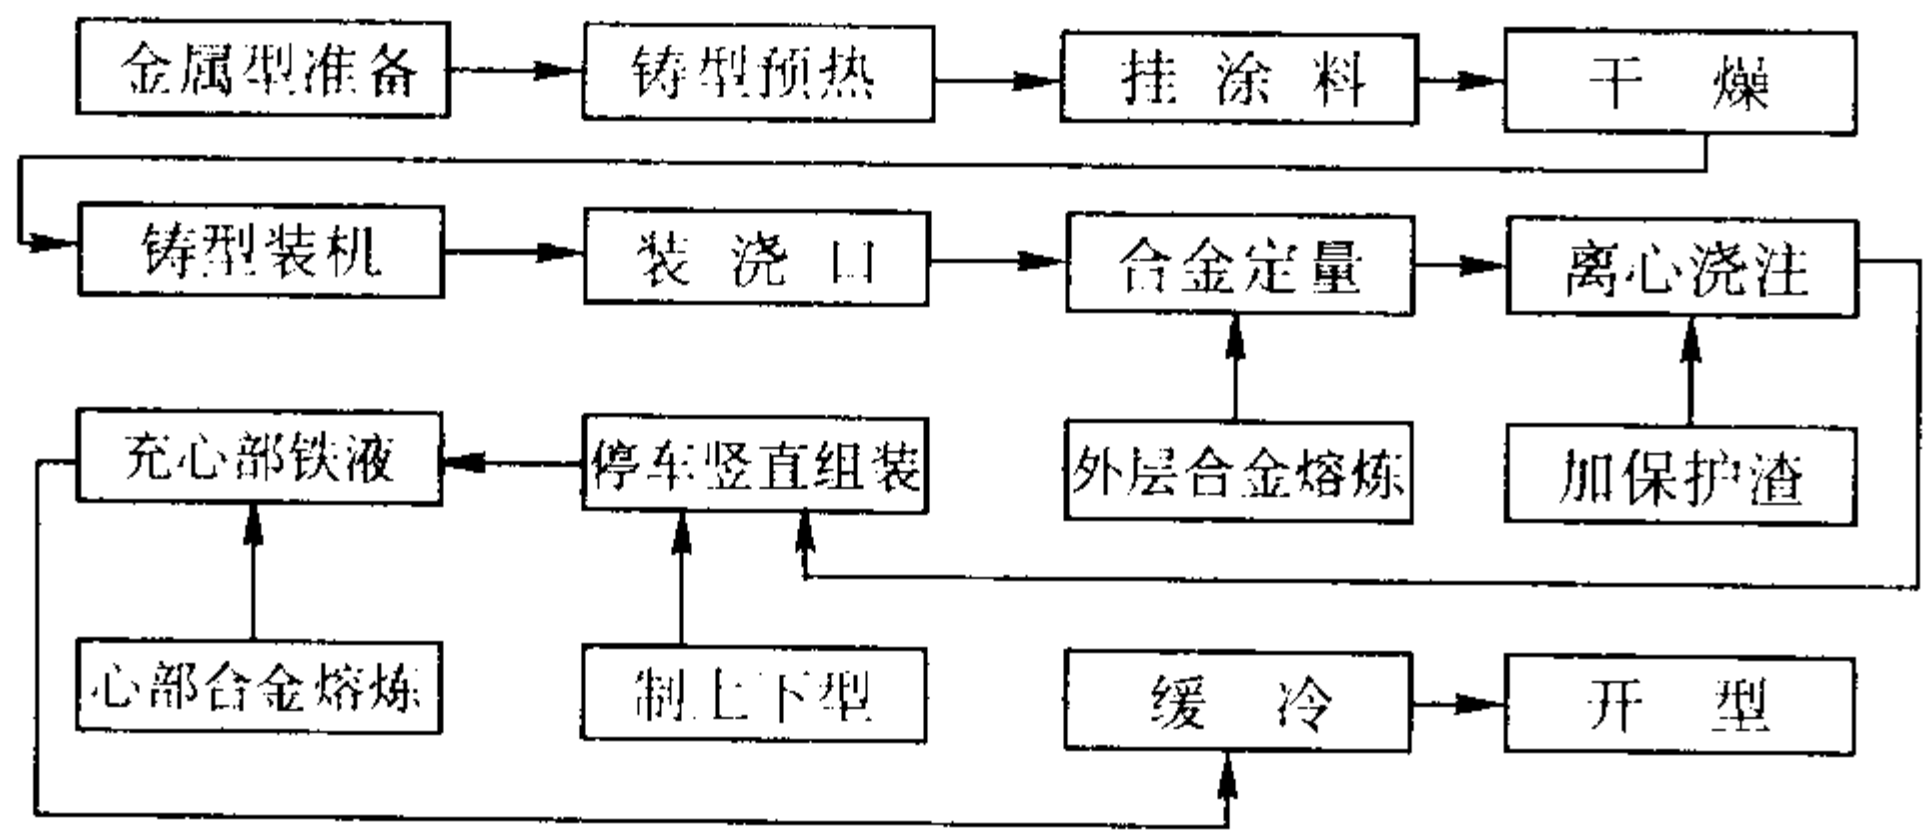 金属型准备
铸型预热
挂涂料
干燥
铸型装机
装浇口
合金定量
离心浇注
充心部铁液
停车竖直组装
外层合金熔炼
加保护渣
心部合金熔炼
制上下型
缓冷
开型